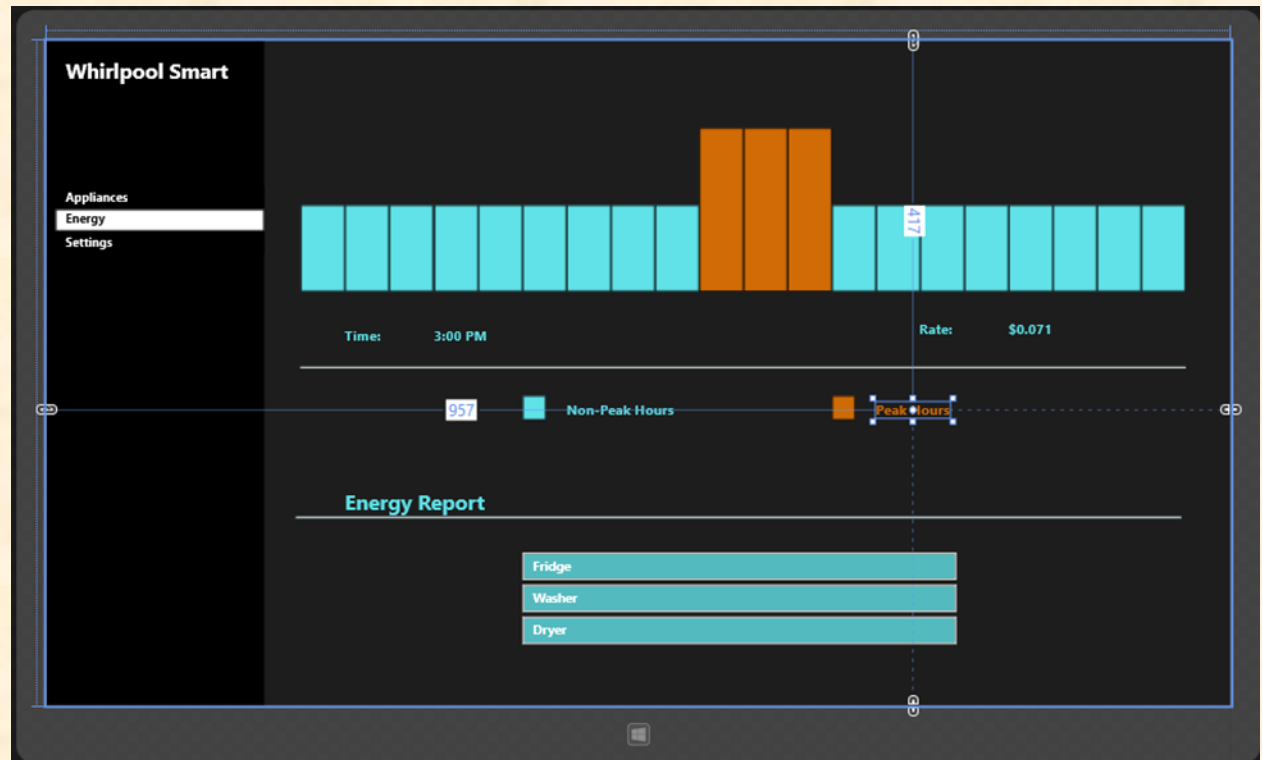 Whirlpool Smart
Appliances
Energy
Settings
417
Time: 3:00 PM
Rate: $0.071
957
Non-Peak Hours
Peak Hours
Energy Report
Fridge
Washer
Dryer